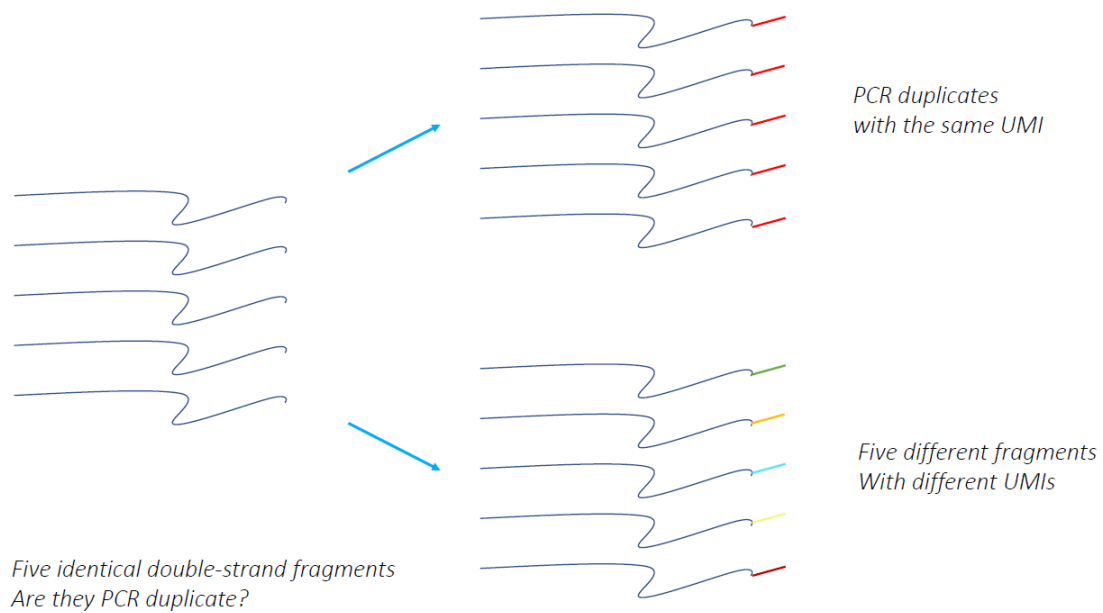 PCR duplicates
with the same UMI
Five different fragments
With different UMIs
Five identical double-strand fragments
Are they PCR duplicate?